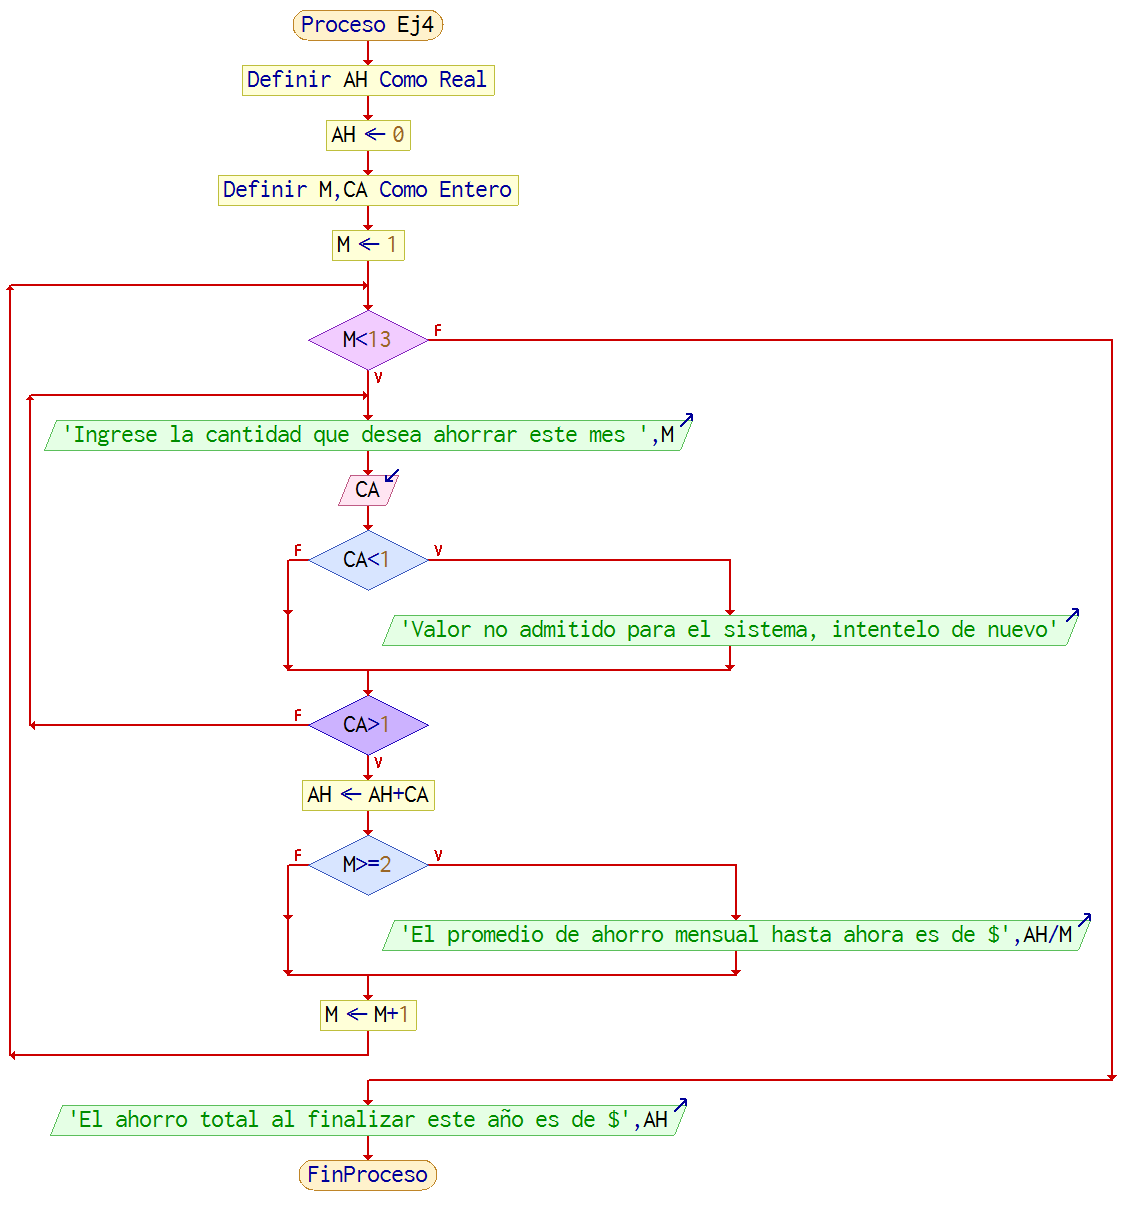 Proceso Ej4
Definir AH Como Real
AH ← 0
Definir M,CA Como Entero
M ← 1
M<13
F
V
'Ingrese la cantidad que desea ahorrar este mes ',M
CA
F
CA<1
V
'Valor no admitido para el sistema, intentelo de nuevo'
F
CA>1
V
AH ← AH+CA
F
M>=2
V
'El promedio de ahorro mensual hasta ahora es de $',AH/M
M ← M+1
'El ahorro total al finalizar este año es de $',AH
FinProceso